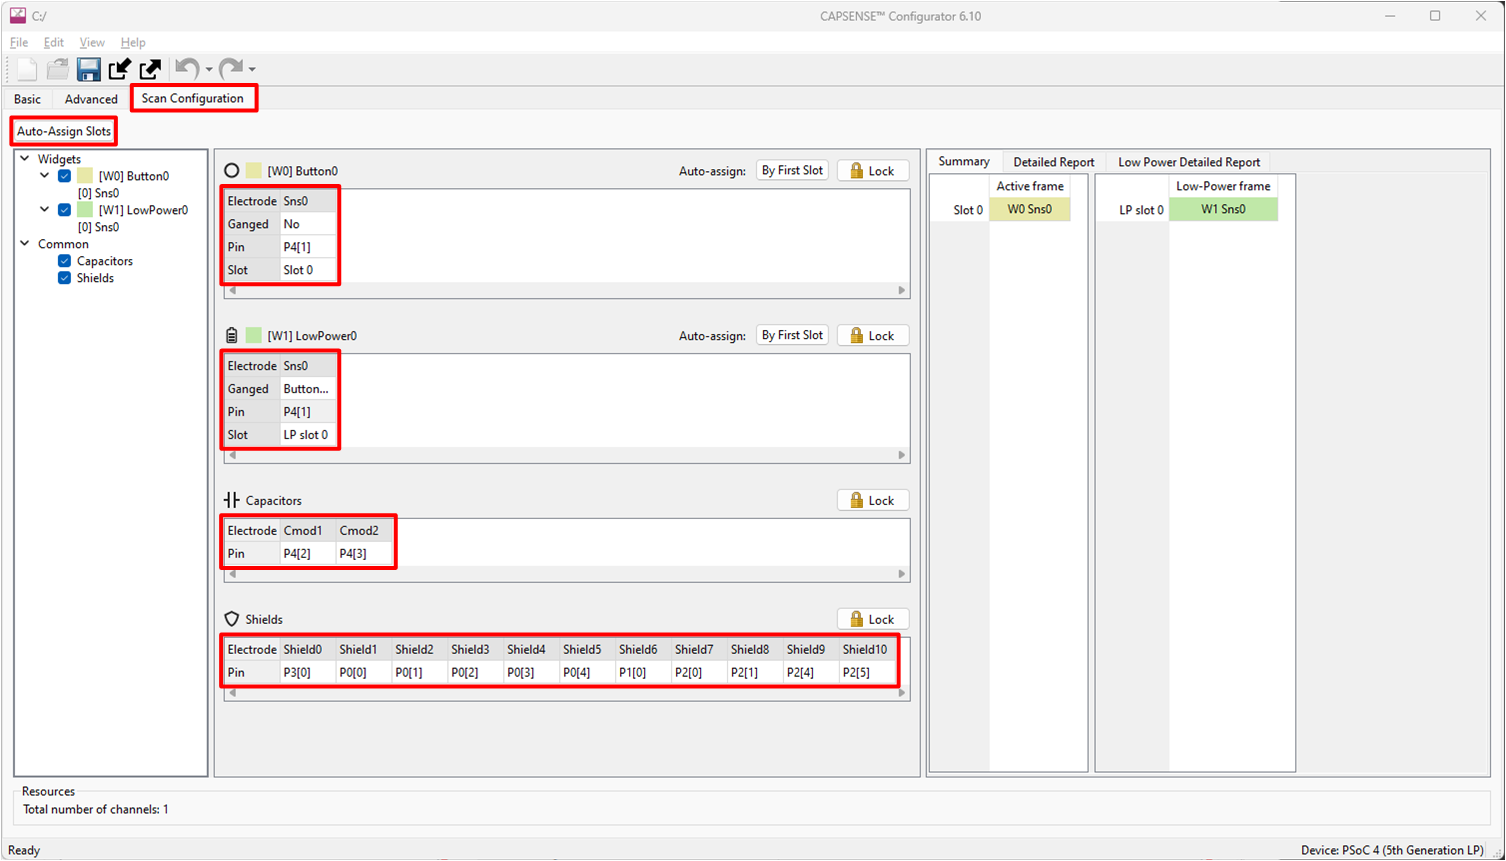 C:/
CAPSENSE™ Configurator 6.10
File Edit View Help
Basic Advanced Scan Configuration
Auto-Assign Slots
Widgets
[W0] Button0
[0] Sns0
[W1] LowPower0
[0] Sns0
Common
Capacitors
Shields
[W0] Button0 Auto-assign: By First Slot Lock
Electrode Sns0
Ganged No
Pin P4[1]
Slot Slot 0
[W1] LowPower0 Auto-assign: By First Slot Lock
Electrode Sns0
Ganged Button...
Pin P4[1]
Slot LP slot 0
Capacitors Lock
Electrode Cmod1 Cmod2
Pin P4[2] P4[3]
Shields Lock
Electrode Shield0 Shield1 Shield2 Shield3 Shield4 Shield5 Shield6 Shield7 Shield8 Shield9 Shield10
Pin P3[0] P0[0] P0[1] P0[2] P0[3] P0[4] P1[0] P2[0] P2[1] P2[4] P2[5]
Summary Detailed Report Low Power Detailed Report
Active frame
Slot 0 W0 Sns0
Low-Power frame
LP slot 0 W1 Sns0
Resources
Total number of channels: 1
Ready
Device: PSoC 4 (5th Generation LP)